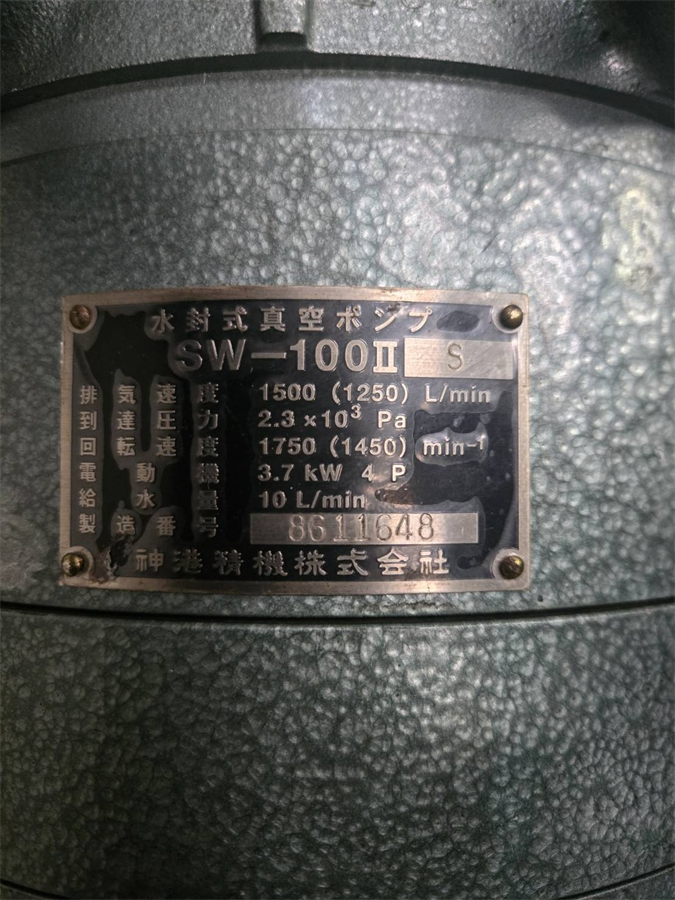 水封式真空ポンプ
SW-100II S
排気速度 1500 (1250) L/min
到達圧力 2.3×10³ Pa
回転速度 1750 (1450) min⁻¹
電動機 3.7 kW 4 P
給水量 10 L/min
製造番号 8611648
神港精機株式会社